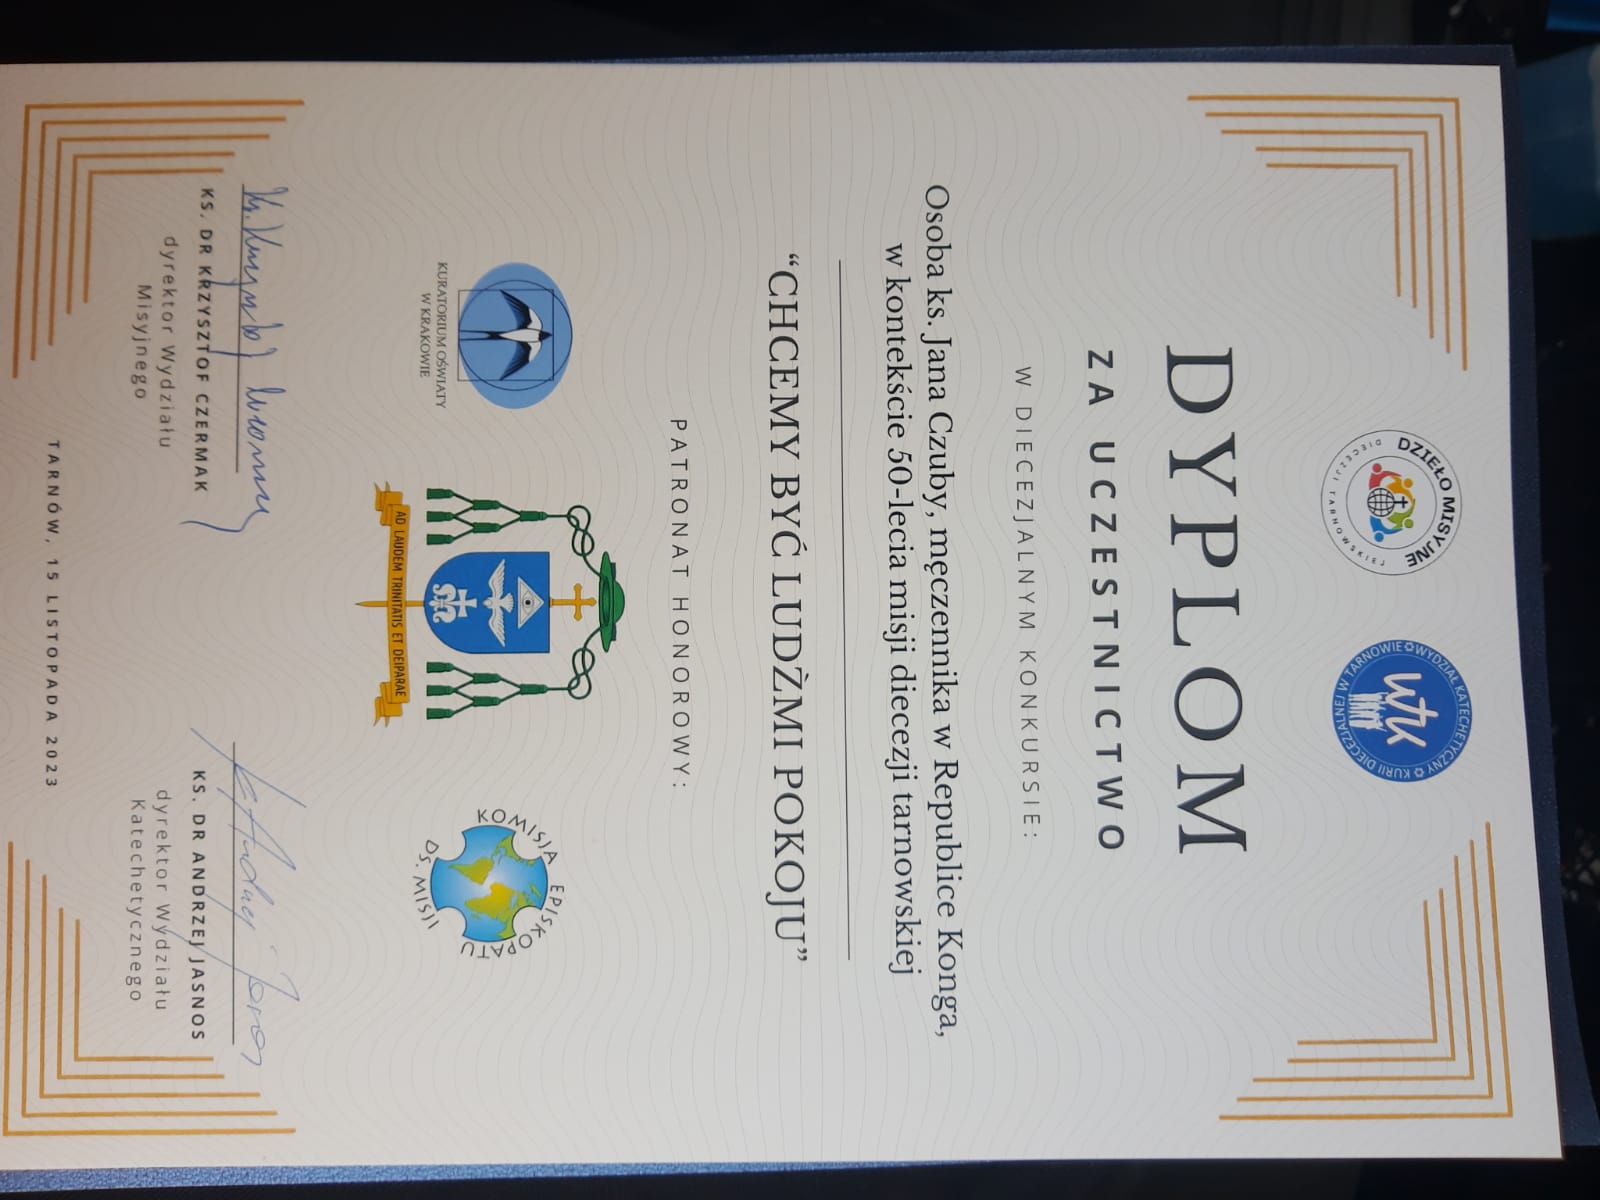 DZIEŁO MISYJNE
DIECEZJI TARNOWSKIEJ
WYDZIAŁ KATECHETYCZNY
KURII DIECEZJALNEJ W TARNOWIE
wtk
DYPLOM
ZA UCZESTNICTWO
W DIECEZJALNYM KONKURSIE:
Osoba ks. Jana Czuby, męczennika w Republice Konga,
w kontekście 50-lecia misji diecezji tarnowskiej
“CHCEMY BYĆ LUDŹMI POKOJU”
PATRONAT HONOROWY:
KURATORIUM OŚWIATY
W KRAKOWIE
AD LAUDEM TRINITATIS ET DEIPARAE
KOMISJA EPISKOPATU
DS. MISJI
KS. DR KRZYSZTOF CZERMAK
dyrektor Wydziału
Misyjnego
KS. DR ANDRZEJ JASNOS
dyrektor Wydziału
Katechetycznego
TARNÓW, 15 LISTOPADA 2023